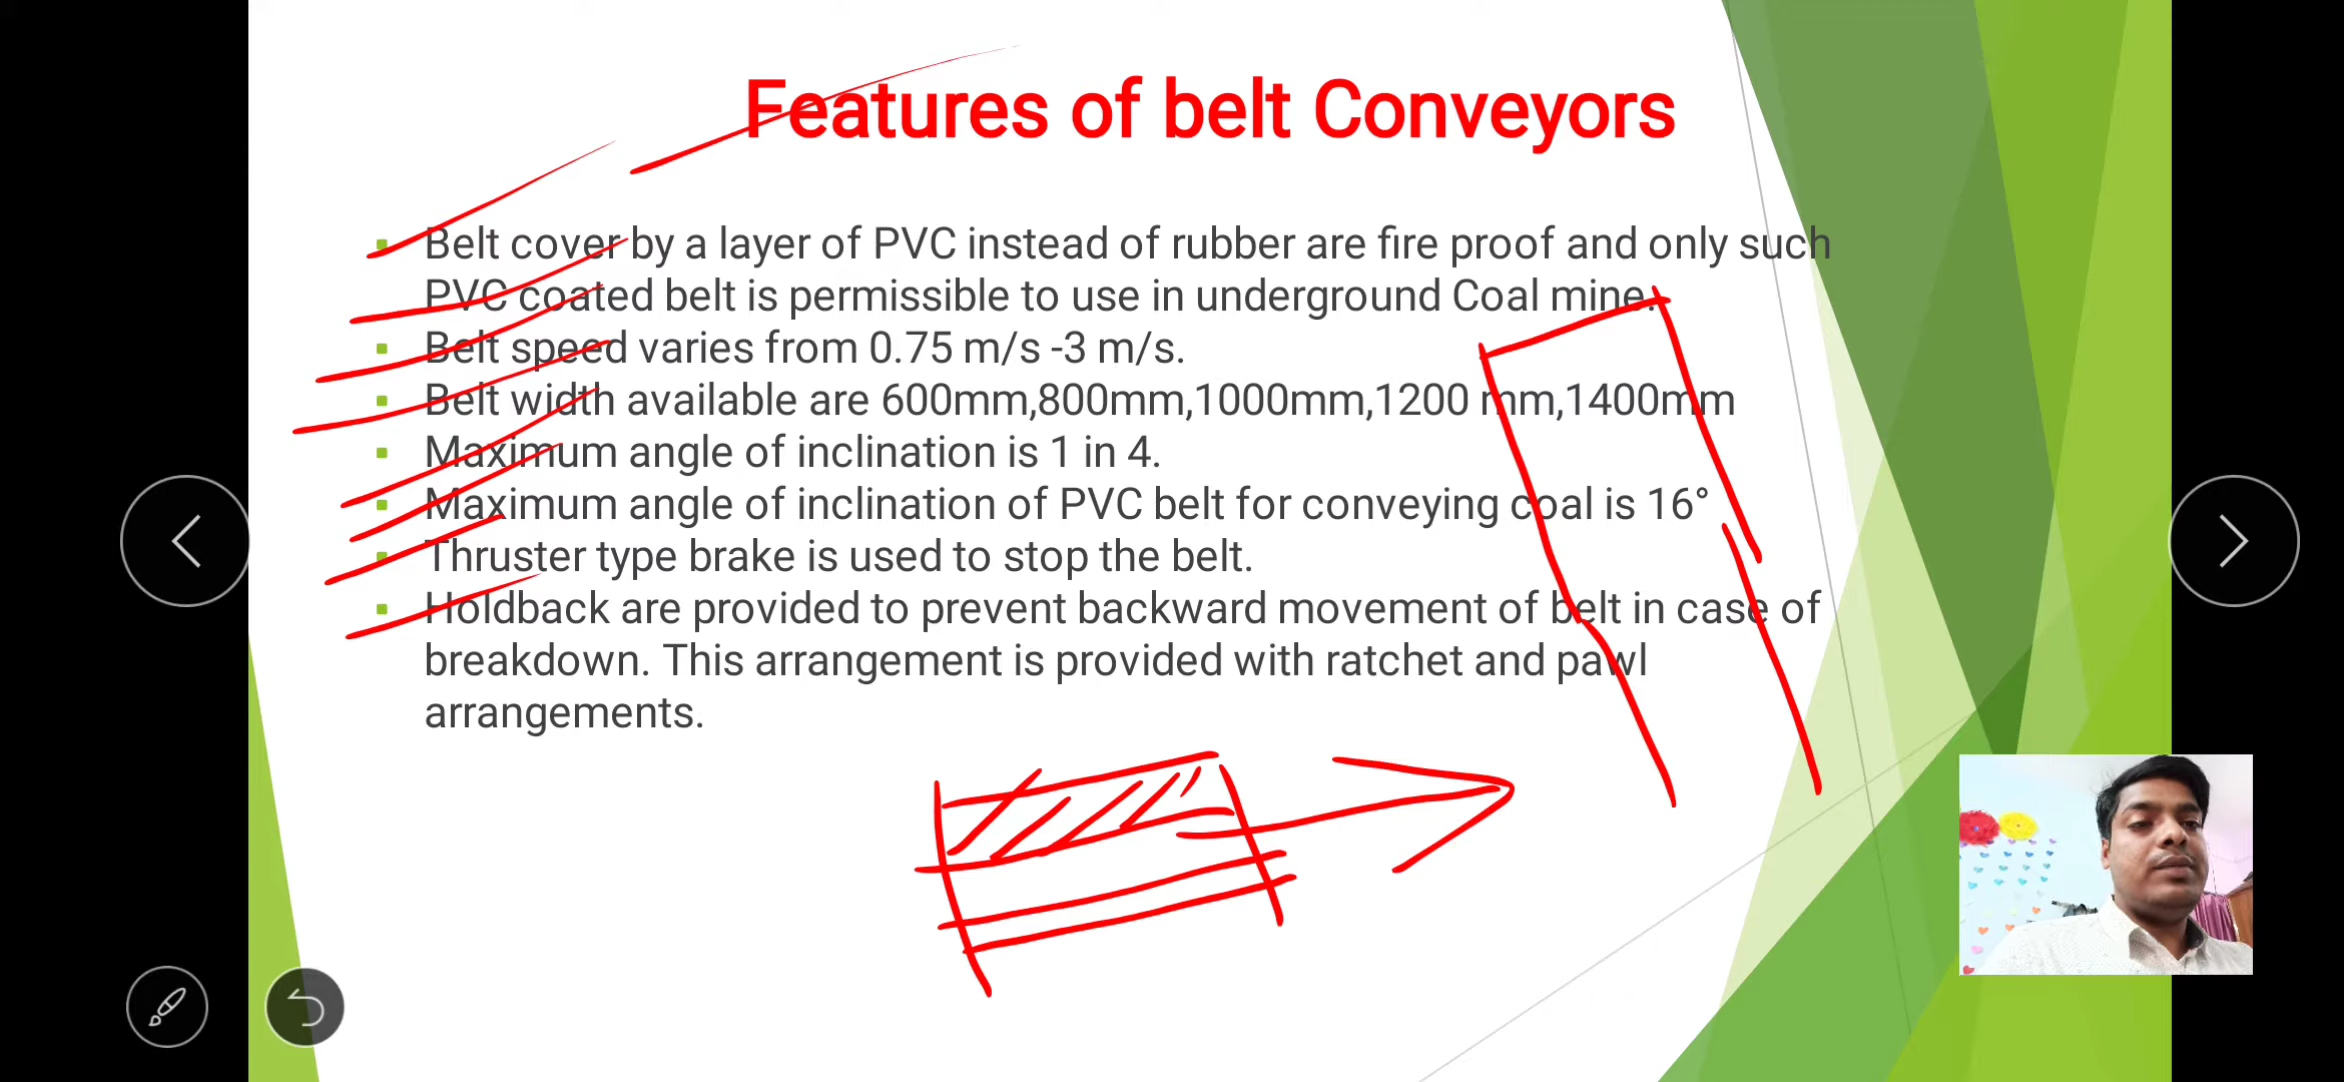 Features of belt Conveyors
Belt cover by a layer of PVC instead of rubber are fire proof and only such
PVC coated belt is permissible to use in underground Coal mine.
Belt speed varies from 0.75 m/s -3 m/s.
Belt width available are 600mm,800mm,1000mm,1200 mm,1400mm
Maximum angle of inclination is 1 in 4.
Maximum angle of inclination of PVC belt for conveying coal is 16°
Thruster type brake is used to stop the belt.
Holdback are provided to prevent backward movement of belt in case of
breakdown. This arrangement is provided with ratchet and pawl
arrangements.